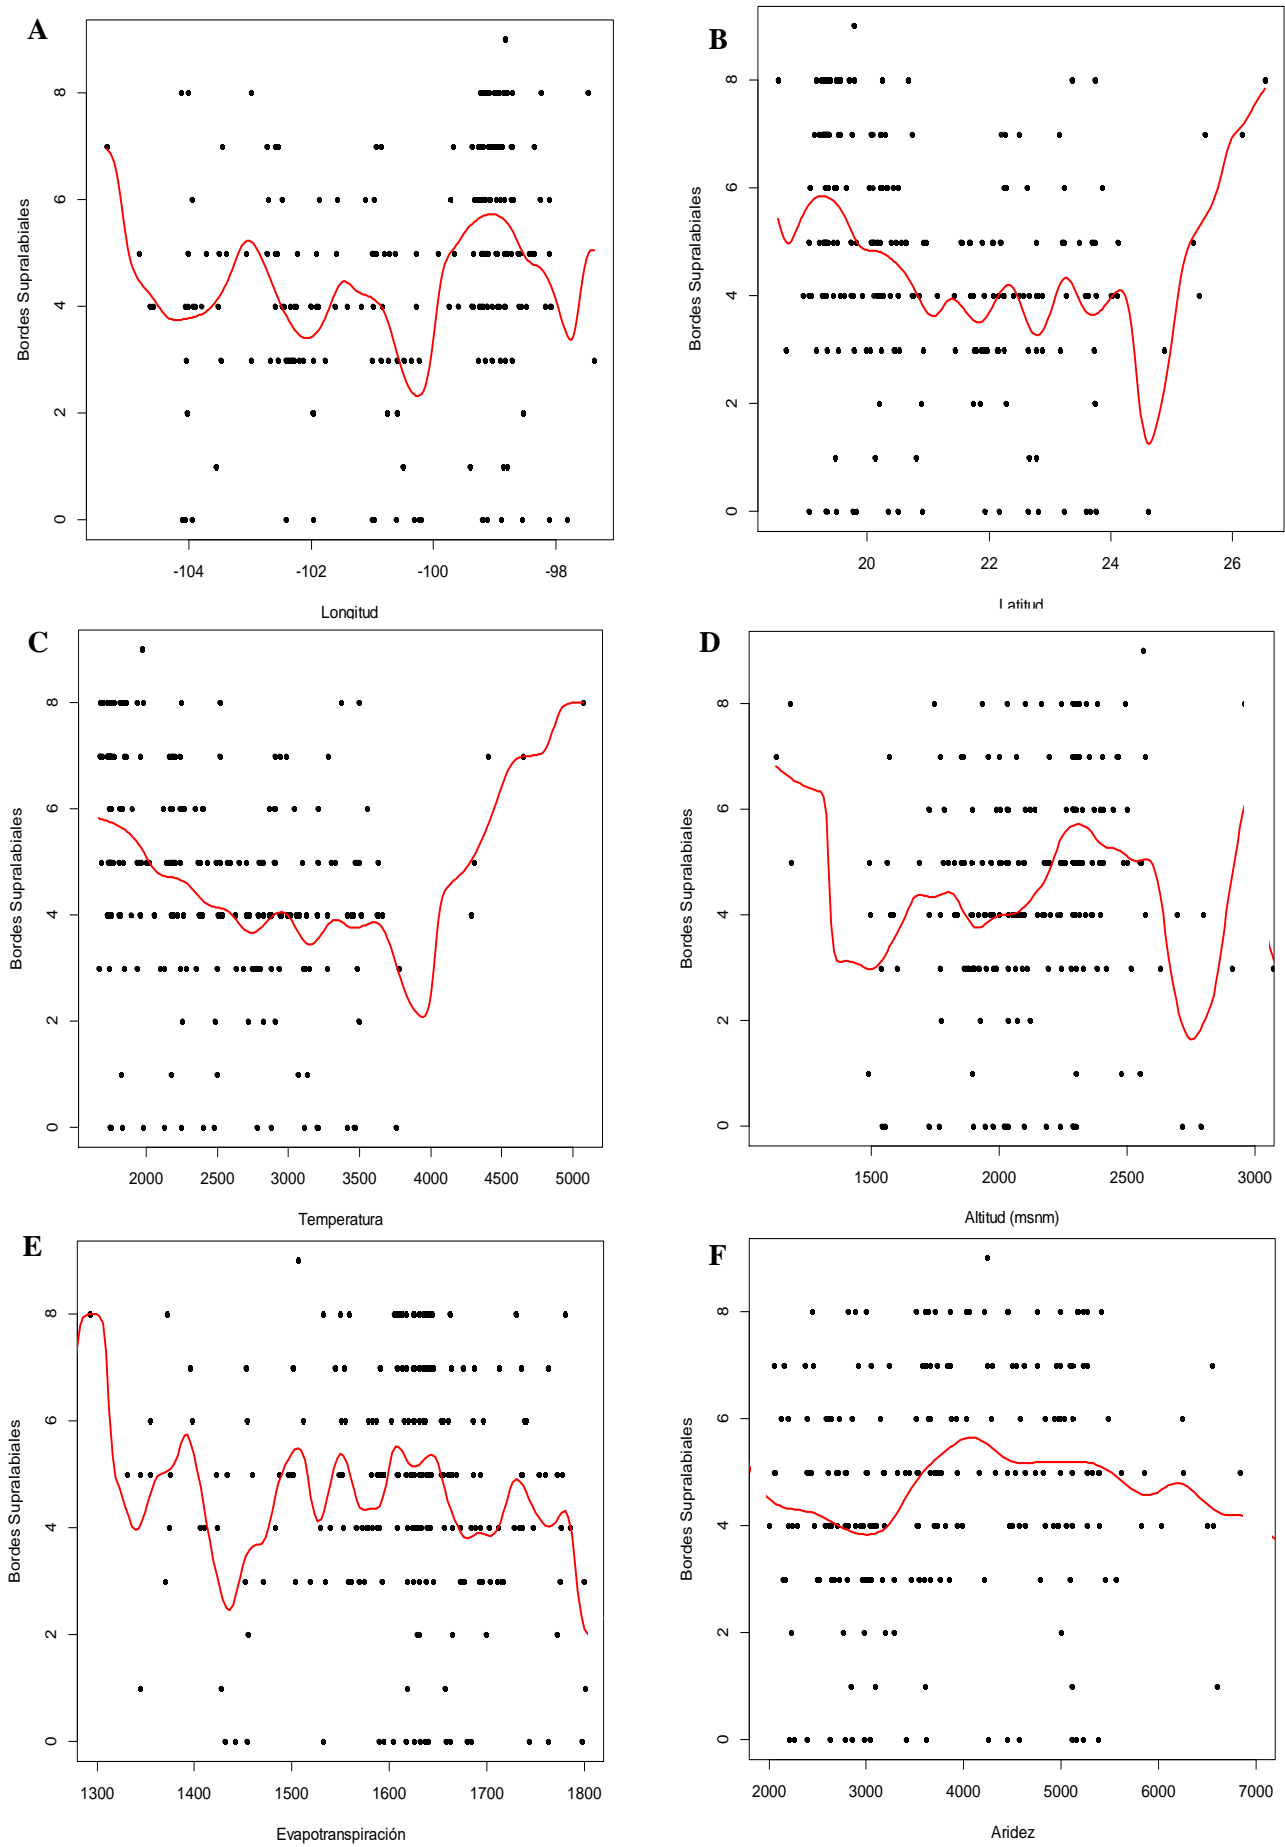 A
Bordes Supralabiales
0 2 4 6 8
-104 -102 -100 -98
Longitud
B
Bordes Supralabiales
0 2 4 6 8
20 22 24 26
Latitud
C
Bordes Supralabiales
0 2 4 6 8
2000 2500 3000 3500 4000 4500 5000
Temperatura
D
Bordes Supralabiales
0 2 4 6 8
1500 2000 2500 3000
Altitud (msnm)
E
Bordes Supralabiales
0 2 4 6 8
1300 1400 1500 1600 1700 1800
Evapotranspiración
F
Bordes Supralabiales
0 2 4 6 8
2000 3000 4000 5000 6000 7000
Aridez